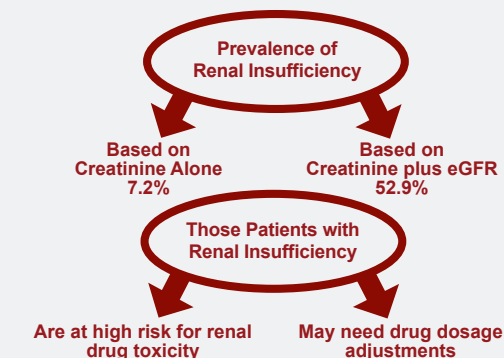 Prevalence of
Renal Insufficiency
Based on
Creatinine Alone
7.2%
Based on
Creatinine plus eGFR
52.9%
Those Patients with
Renal Insufficiency
Are at high risk for renal
drug toxicity
May need drug dosage
adjustments